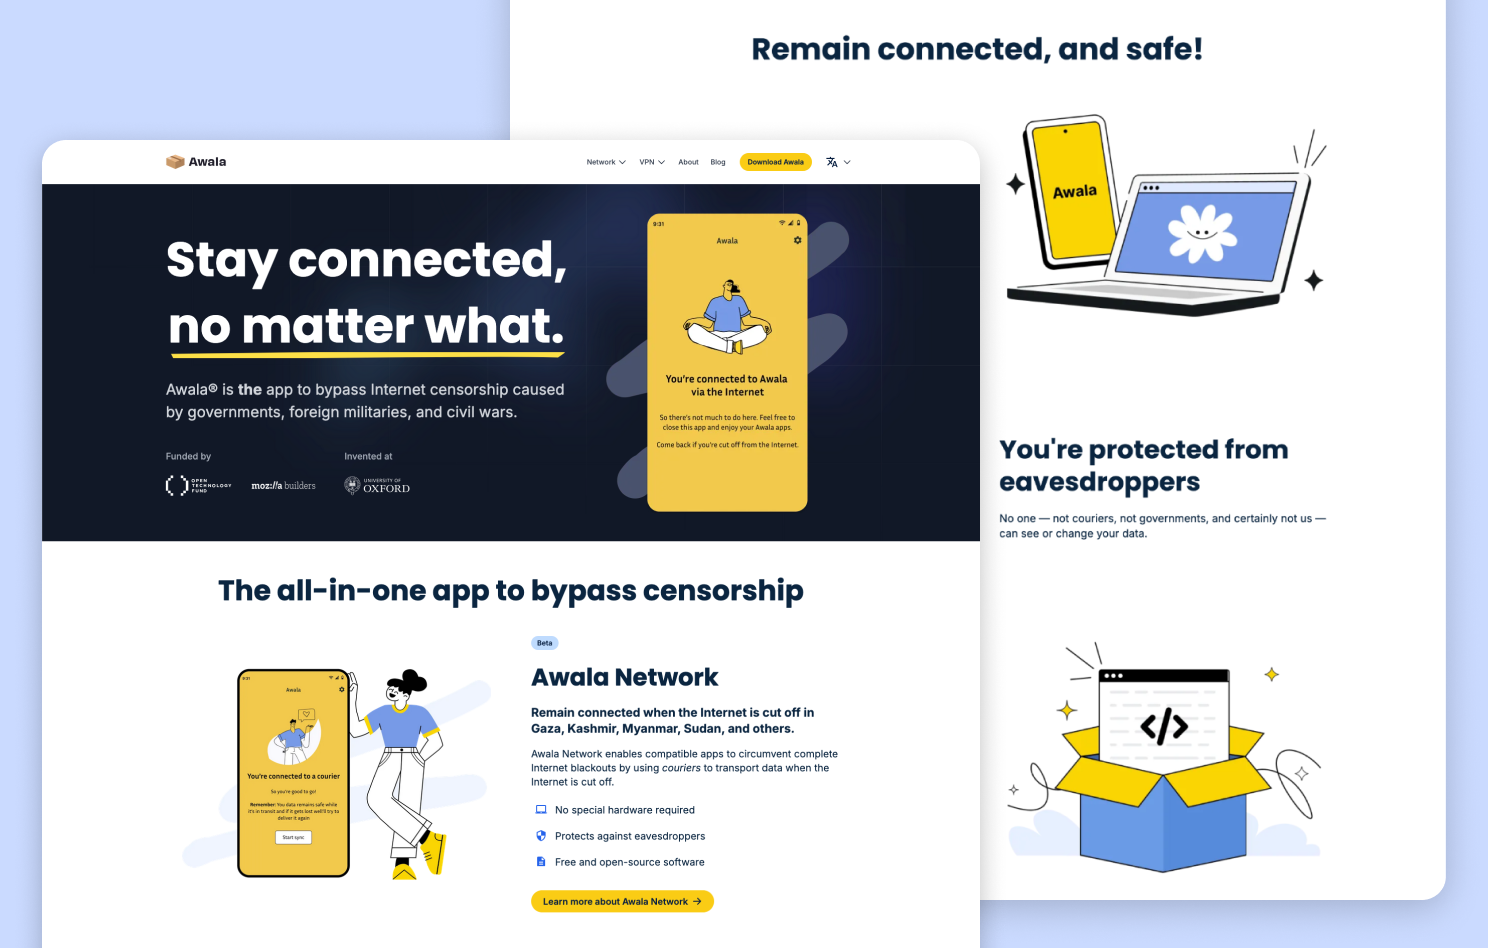 Remain connected, and safe!
Awala
Awala
Network
VPN
About
Blog
Download Awala
Stay connected,
no matter what.
Awala® is the app to bypass Internet censorship caused
by governments, foreign militaries, and civil wars.
Funded by
Invented at
OPEN
TECHNOLOGY
FUND
moz://a builders
UNIVERSITY OF
OXFORD
9:31
Awala
You're connected to Awala
via the Internet
So there's not much to do here. Feel free to
close this app and enjoy your Awala apps.
Come back if you're cut off from the Internet.
You're protected from
eavesdroppers
No one — not couriers, not governments, and certainly not us —
can see or change your data.
</>
The all-in-one app to bypass censorship
9:31
Awala
You're connected to a courier
So you're good to go!
Remember: You data remains safe while
it's in transit and if it gets lost we'll try to
deliver it again
Start sync
Beta
Awala Network
Remain connected when the Internet is cut off in
Gaza, Kashmir, Myanmar, Sudan, and others.
Awala Network enables compatible apps to circumvent complete
Internet blackouts by using couriers to transport data when the
Internet is cut off.
No special hardware required
Protects against eavesdroppers
Free and open-source software
Learn more about Awala Network →